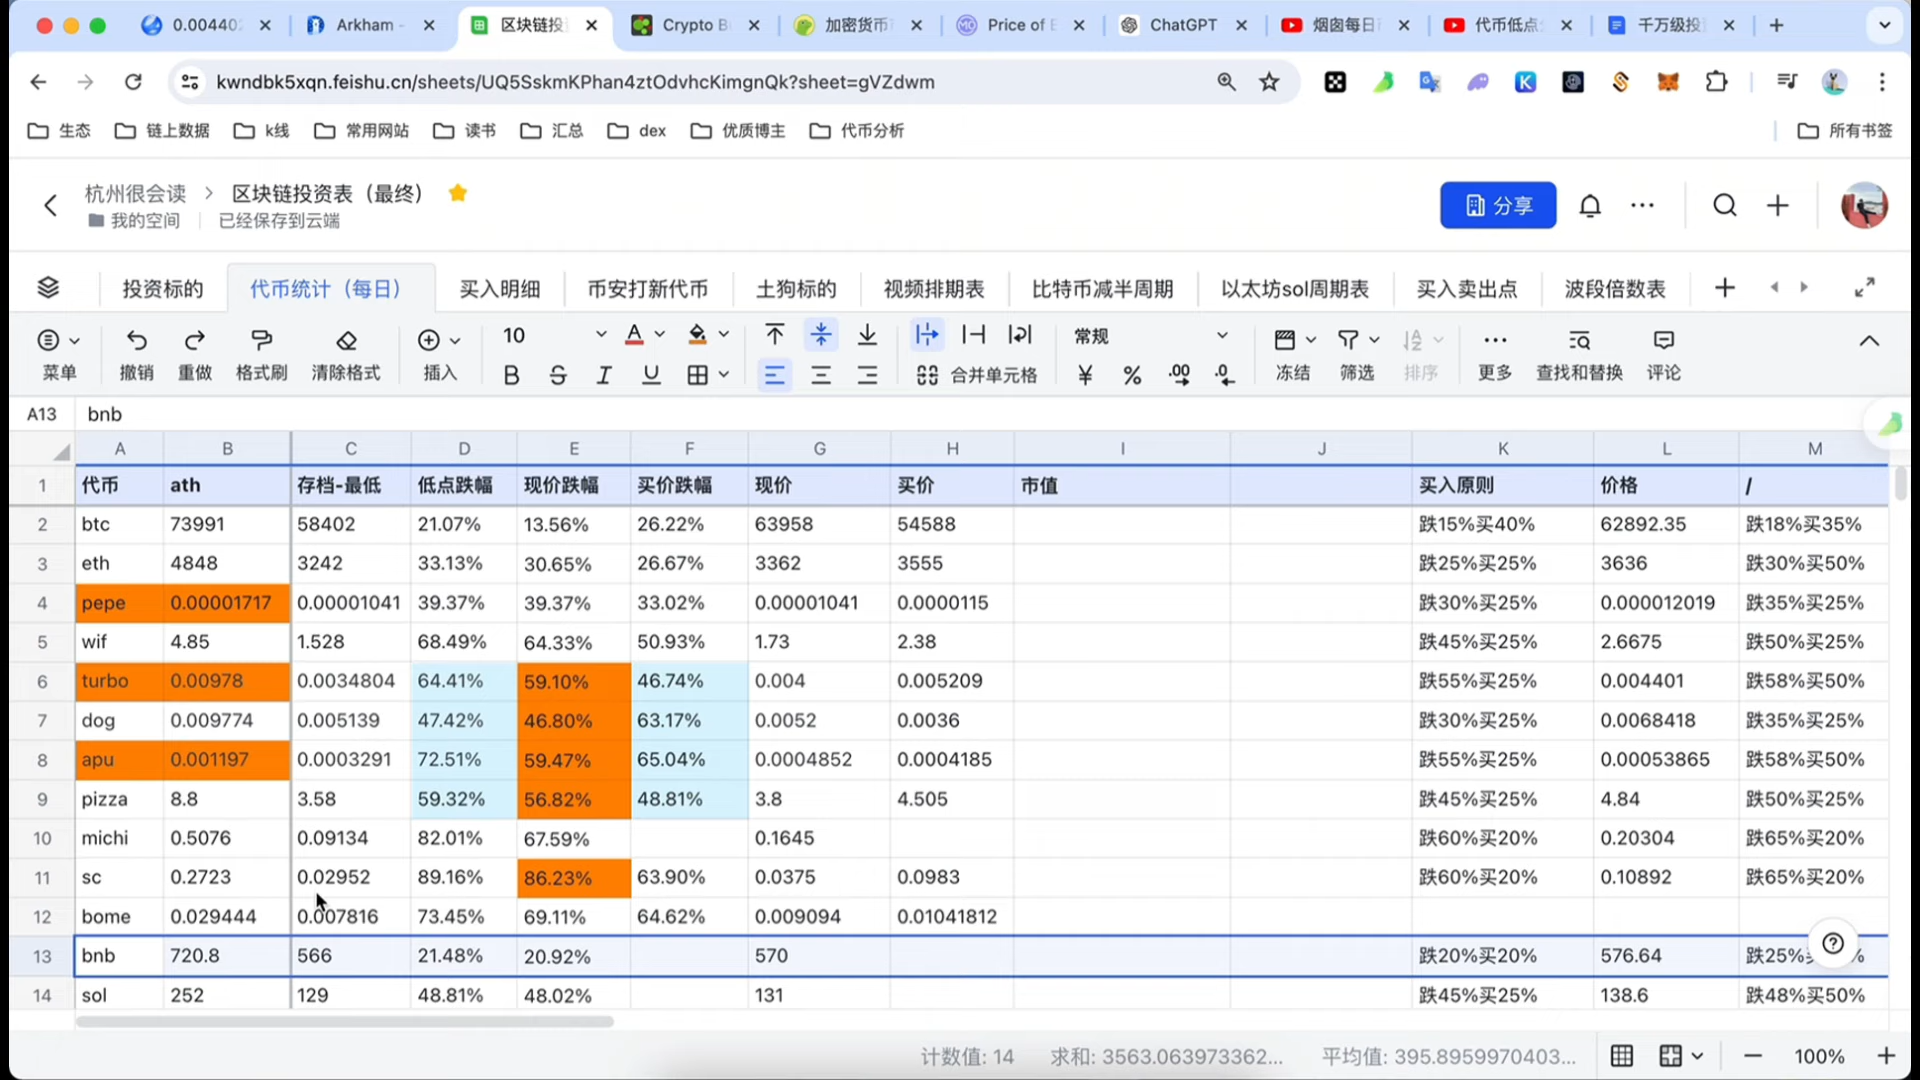 0.00440
Arkham -
区块链投
Crypto B
加密货币
Price of E
ChatGPT
烟囱每日
代币低点
千万级投
kwndbk5xqn.feishu.cn/sheets/UQ5SskmKPhan4ztOdvhcKimgnQk?sheet=gVZdwm
生态 链上数据 k线 常用网站 读书 汇总 dex 优质博主 代币分析 所有书签
杭州很会读 区块链投资表（最终）
我的空间 已经保存到云端
分享
投资标的 代币统计（每日） 买入明细 币安打新代币 土狗标的 视频排期表 比特币减半周期 以太坊sol周期表 买入卖出点 波段倍数表
10 A 常规
菜单 撤销 重做 格式刷 清除格式 插入 B S I U 合并单元格 ¥ % .00 .0 冻结 筛选 排序 更多 查找和替换 评论
A13 bnb
A B C D E F G H I J K L M
1 代币 ath 存档-最低 低点跌幅 现价跌幅 买价跌幅 现价 买价 市值 买入原则 价格 /
2 btc 73991 58402 21.07% 13.56% 26.22% 63958 54588 跌15%买40% 62892.35 跌18%买35%
3 eth 4848 3242 33.13% 30.65% 26.67% 3362 3555 跌25%买25% 3636 跌30%买50%
4 pepe 0.00001717 0.00001041 39.37% 39.37% 33.02% 0.00001041 0.0000115 跌30%买25% 0.000012019 跌35%买25%
5 wif 4.85 1.528 68.49% 64.33% 50.93% 1.73 2.38 跌45%买25% 2.6675 跌50%买25%
6 turbo 0.00978 0.0034804 64.41% 59.10% 46.74% 0.004 0.005209 跌55%买25% 0.004401 跌58%买50%
7 dog 0.009774 0.005139 47.42% 46.80% 63.17% 0.0052 0.0036 跌30%买25% 0.0068418 跌35%买25%
8 apu 0.001197 0.0003291 72.51% 59.47% 65.04% 0.0004852 0.0004185 跌55%买25% 0.00053865 跌58%买50%
9 pizza 8.8 3.58 59.32% 56.82% 48.81% 3.8 4.505 跌45%买25% 4.84 跌50%买25%
10 michi 0.5076 0.09134 82.01% 67.59% 0.1645 跌60%买20% 0.20304 跌65%买20%
11 sc 0.2723 0.02952 89.16% 86.23% 63.90% 0.0375 0.0983 跌60%买20% 0.10892 跌65%买20%
12 bome 0.029444 0.007816 73.45% 69.11% 64.62% 0.009094 0.01041812
13 bnb 720.8 566 21.48% 20.92% 570 跌20%买20% 576.64 跌25%
14 sol 252 129 48.81% 48.02% 131 跌45%买25% 138.6 跌48%买50%
计数值: 14 求和: 3563.063973362... 平均值: 395.8959970403... 100%